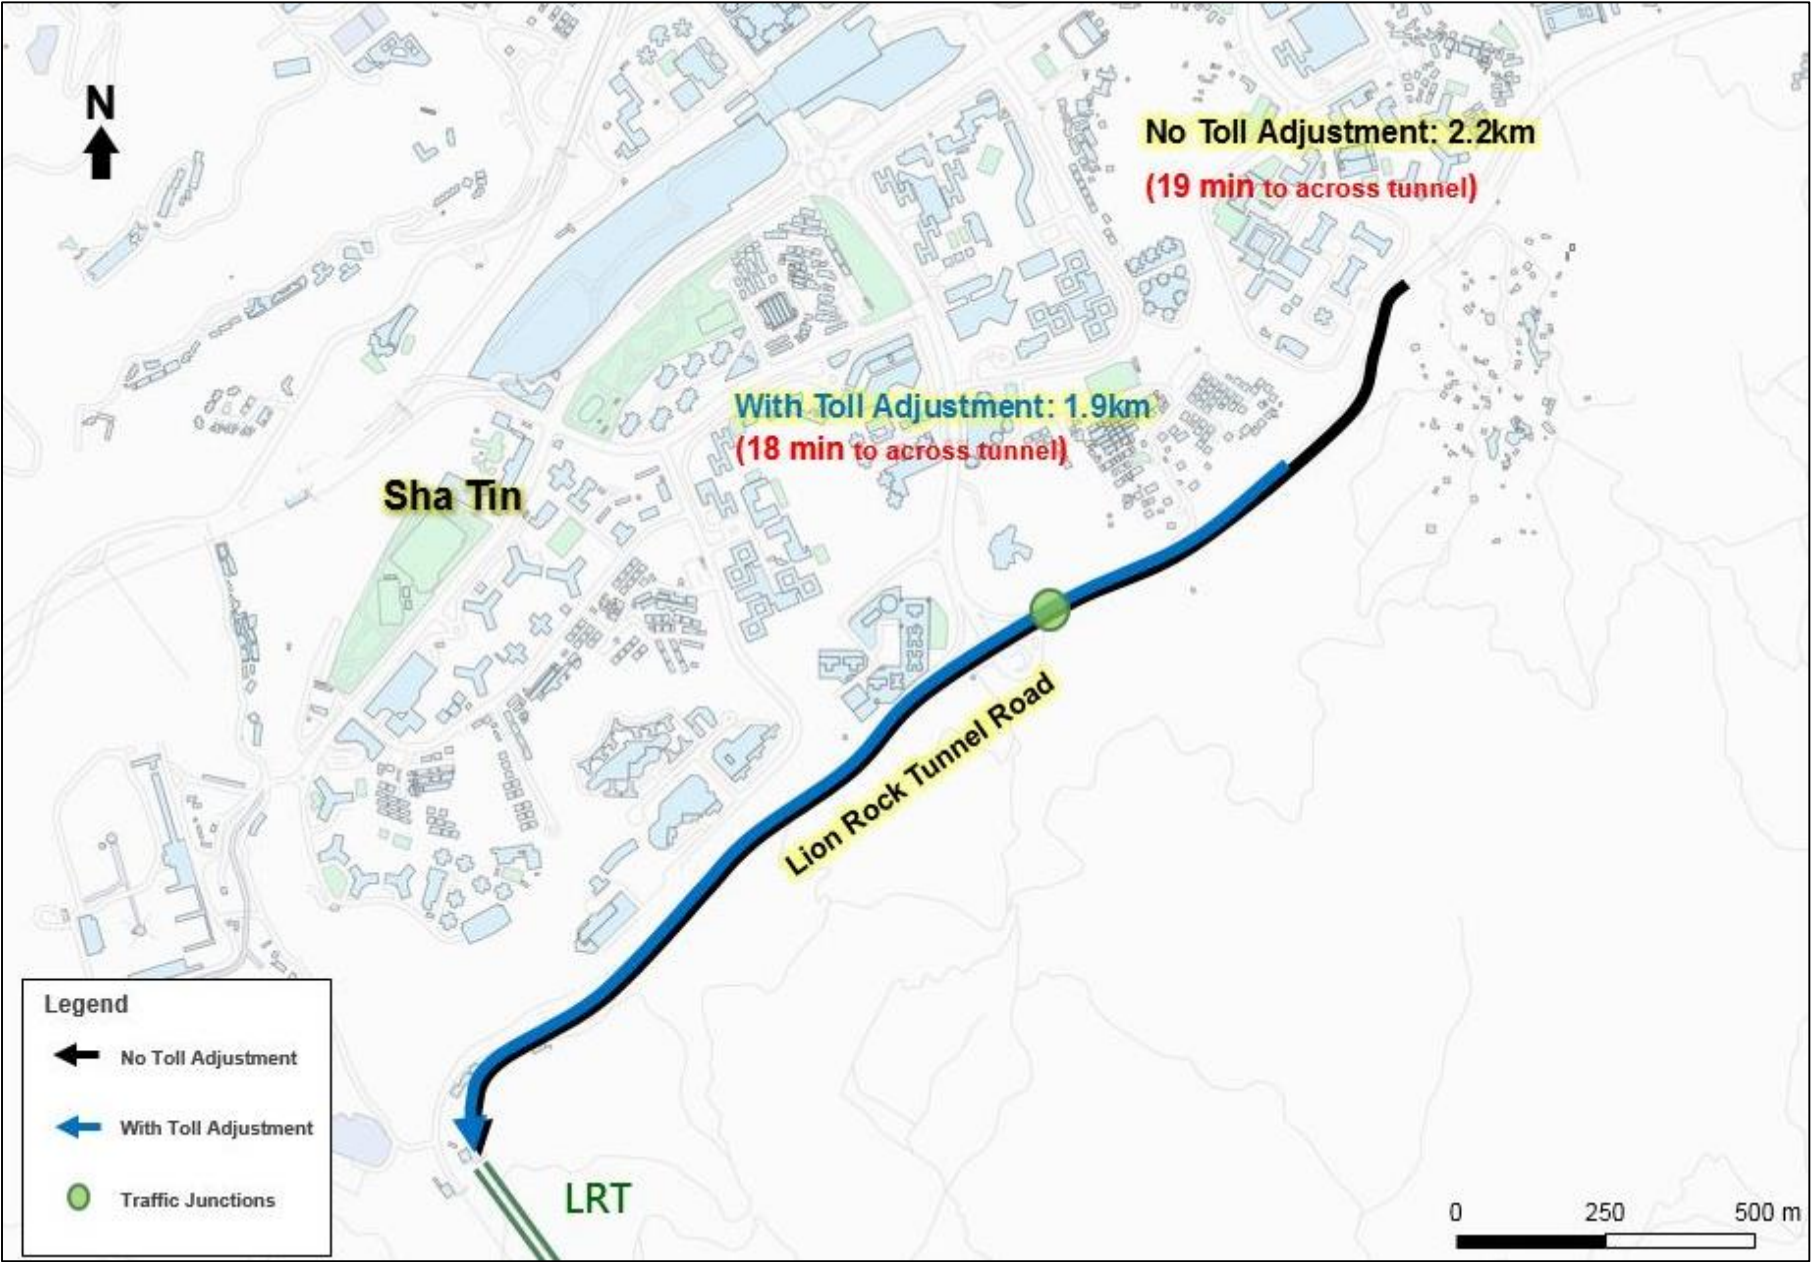 N
No Toll Adjustment: 2.2km
(19 min to across tunnel)
With Toll Adjustment: 1.9km
(18 min to across tunnel)
Sha Tin
Lion Rock Tunnel Road
Legend
No Toll Adjustment
With Toll Adjustment
Traffic Junctions
LRT
0 250 500 m